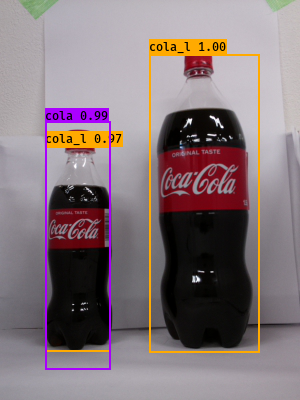 cola_l 1.00
cola 0.99
cola_l 0.97
ORIGINAL TASTE
Coca-Cola
ORIGINAL TASTE
Coca-Cola